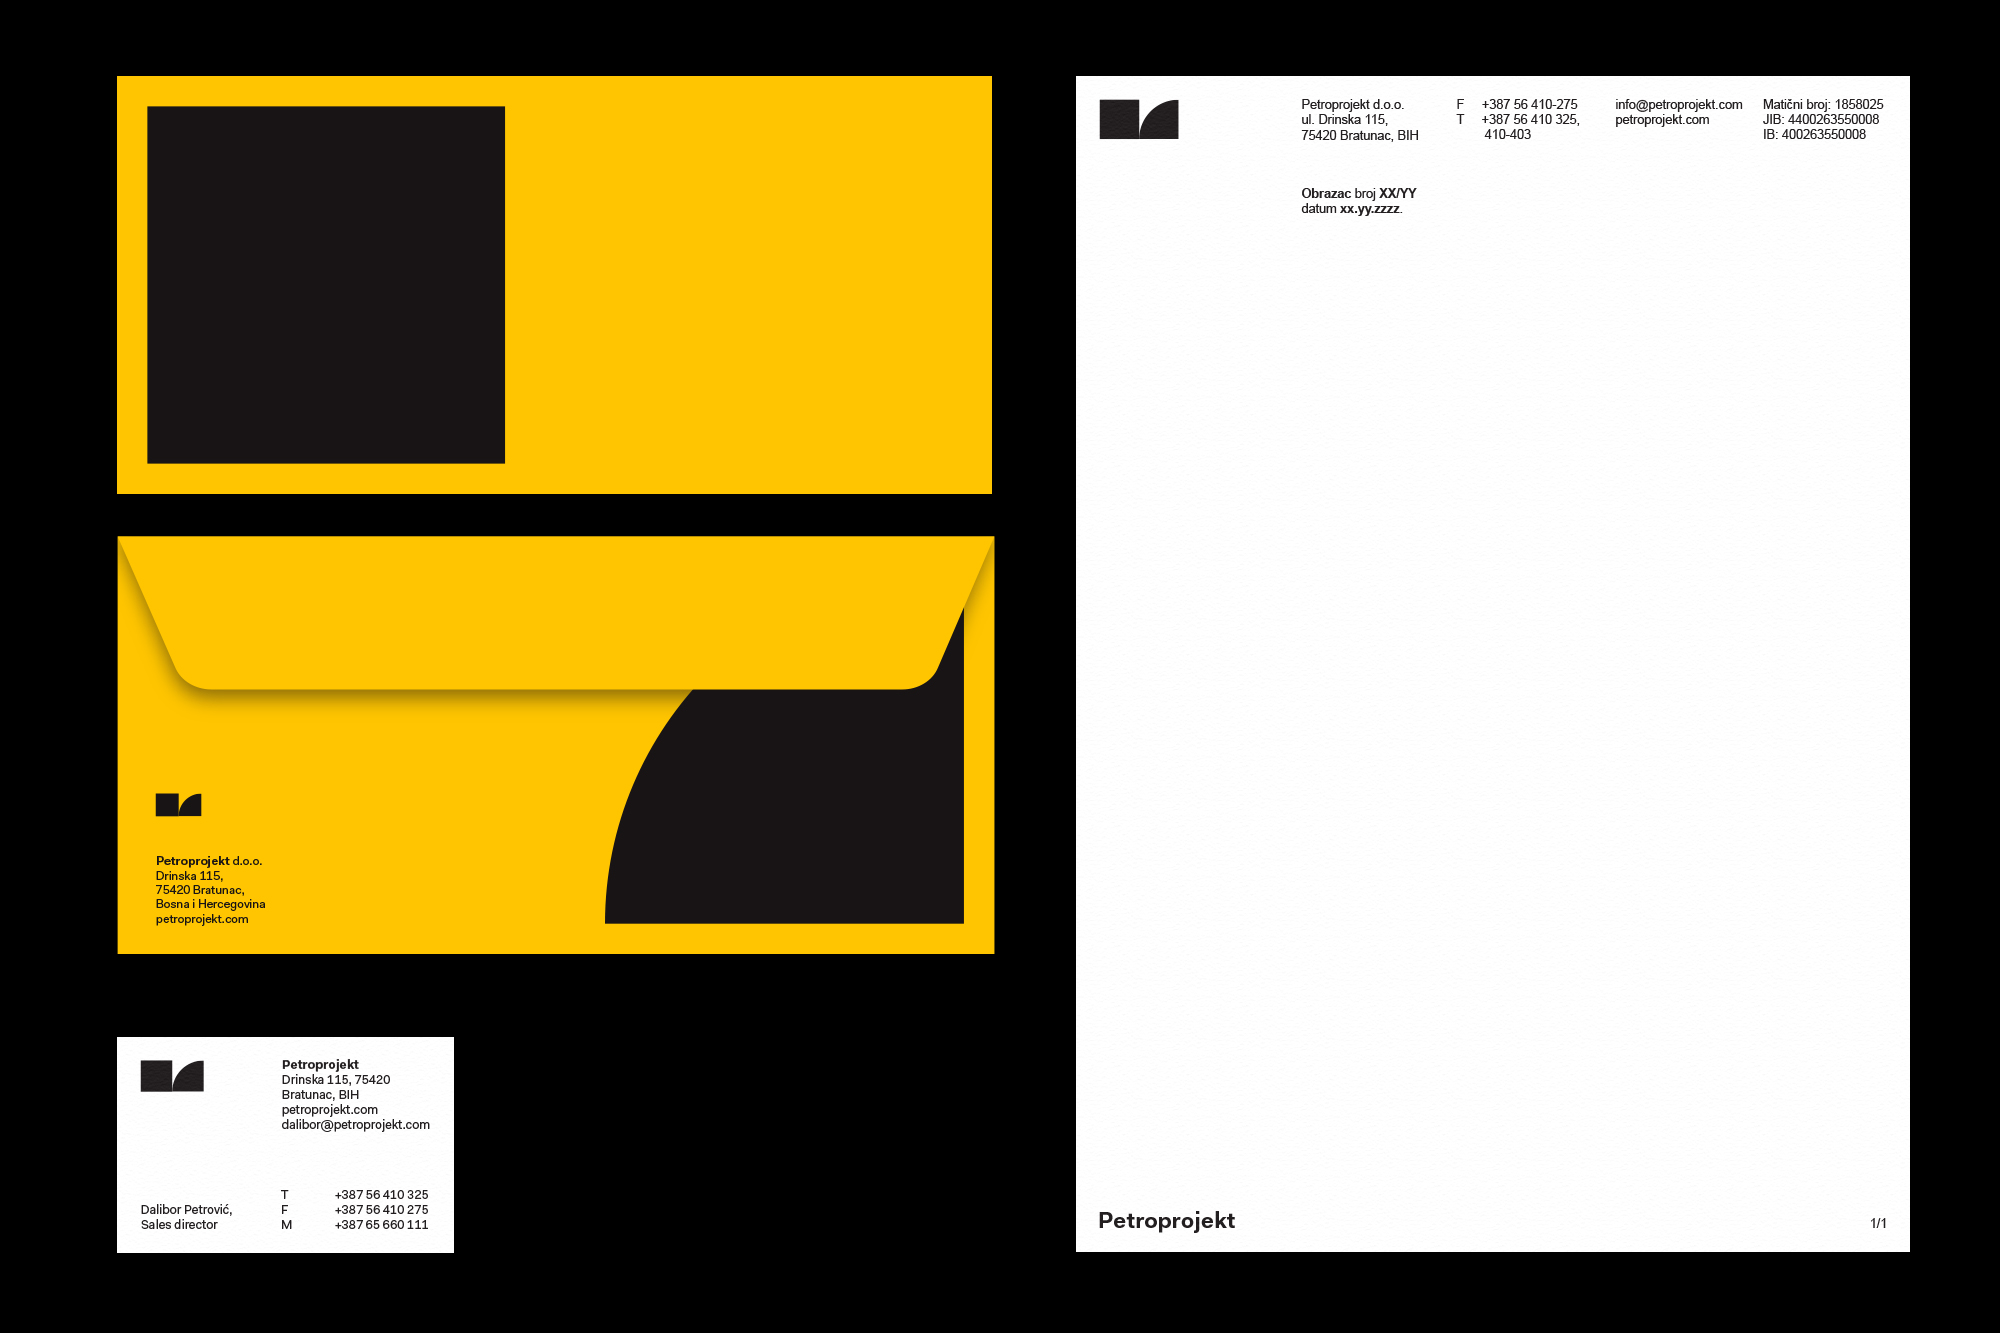 Petroprojekt d.o.o.
Drinska 115,
75420 Bratunac,
Bosna i Hercegovina
petroprojekt.com
Petroprojekt
Drinska 115, 75420
Bratunac, BIH
petroprojekt.com
dalibor@petroprojekt.com
Dalibor Petrović,
Sales director
T +387 56 410 325
F +387 56 410 275
M +387 65 660 111
Petroprojekt d.o.o.
ul. Drinska 115,
75420 Bratunac, BIH
F +387 56 410-275
T +387 56 410 325,
410-403
info@petroprojekt.com
petroprojekt.com
Matični broj: 1858025
JIB: 4400263550008
IB: 400263550008
Obrazac broj XX/YY
datum xx.yy.zzzz.
Petroprojekt
1/1